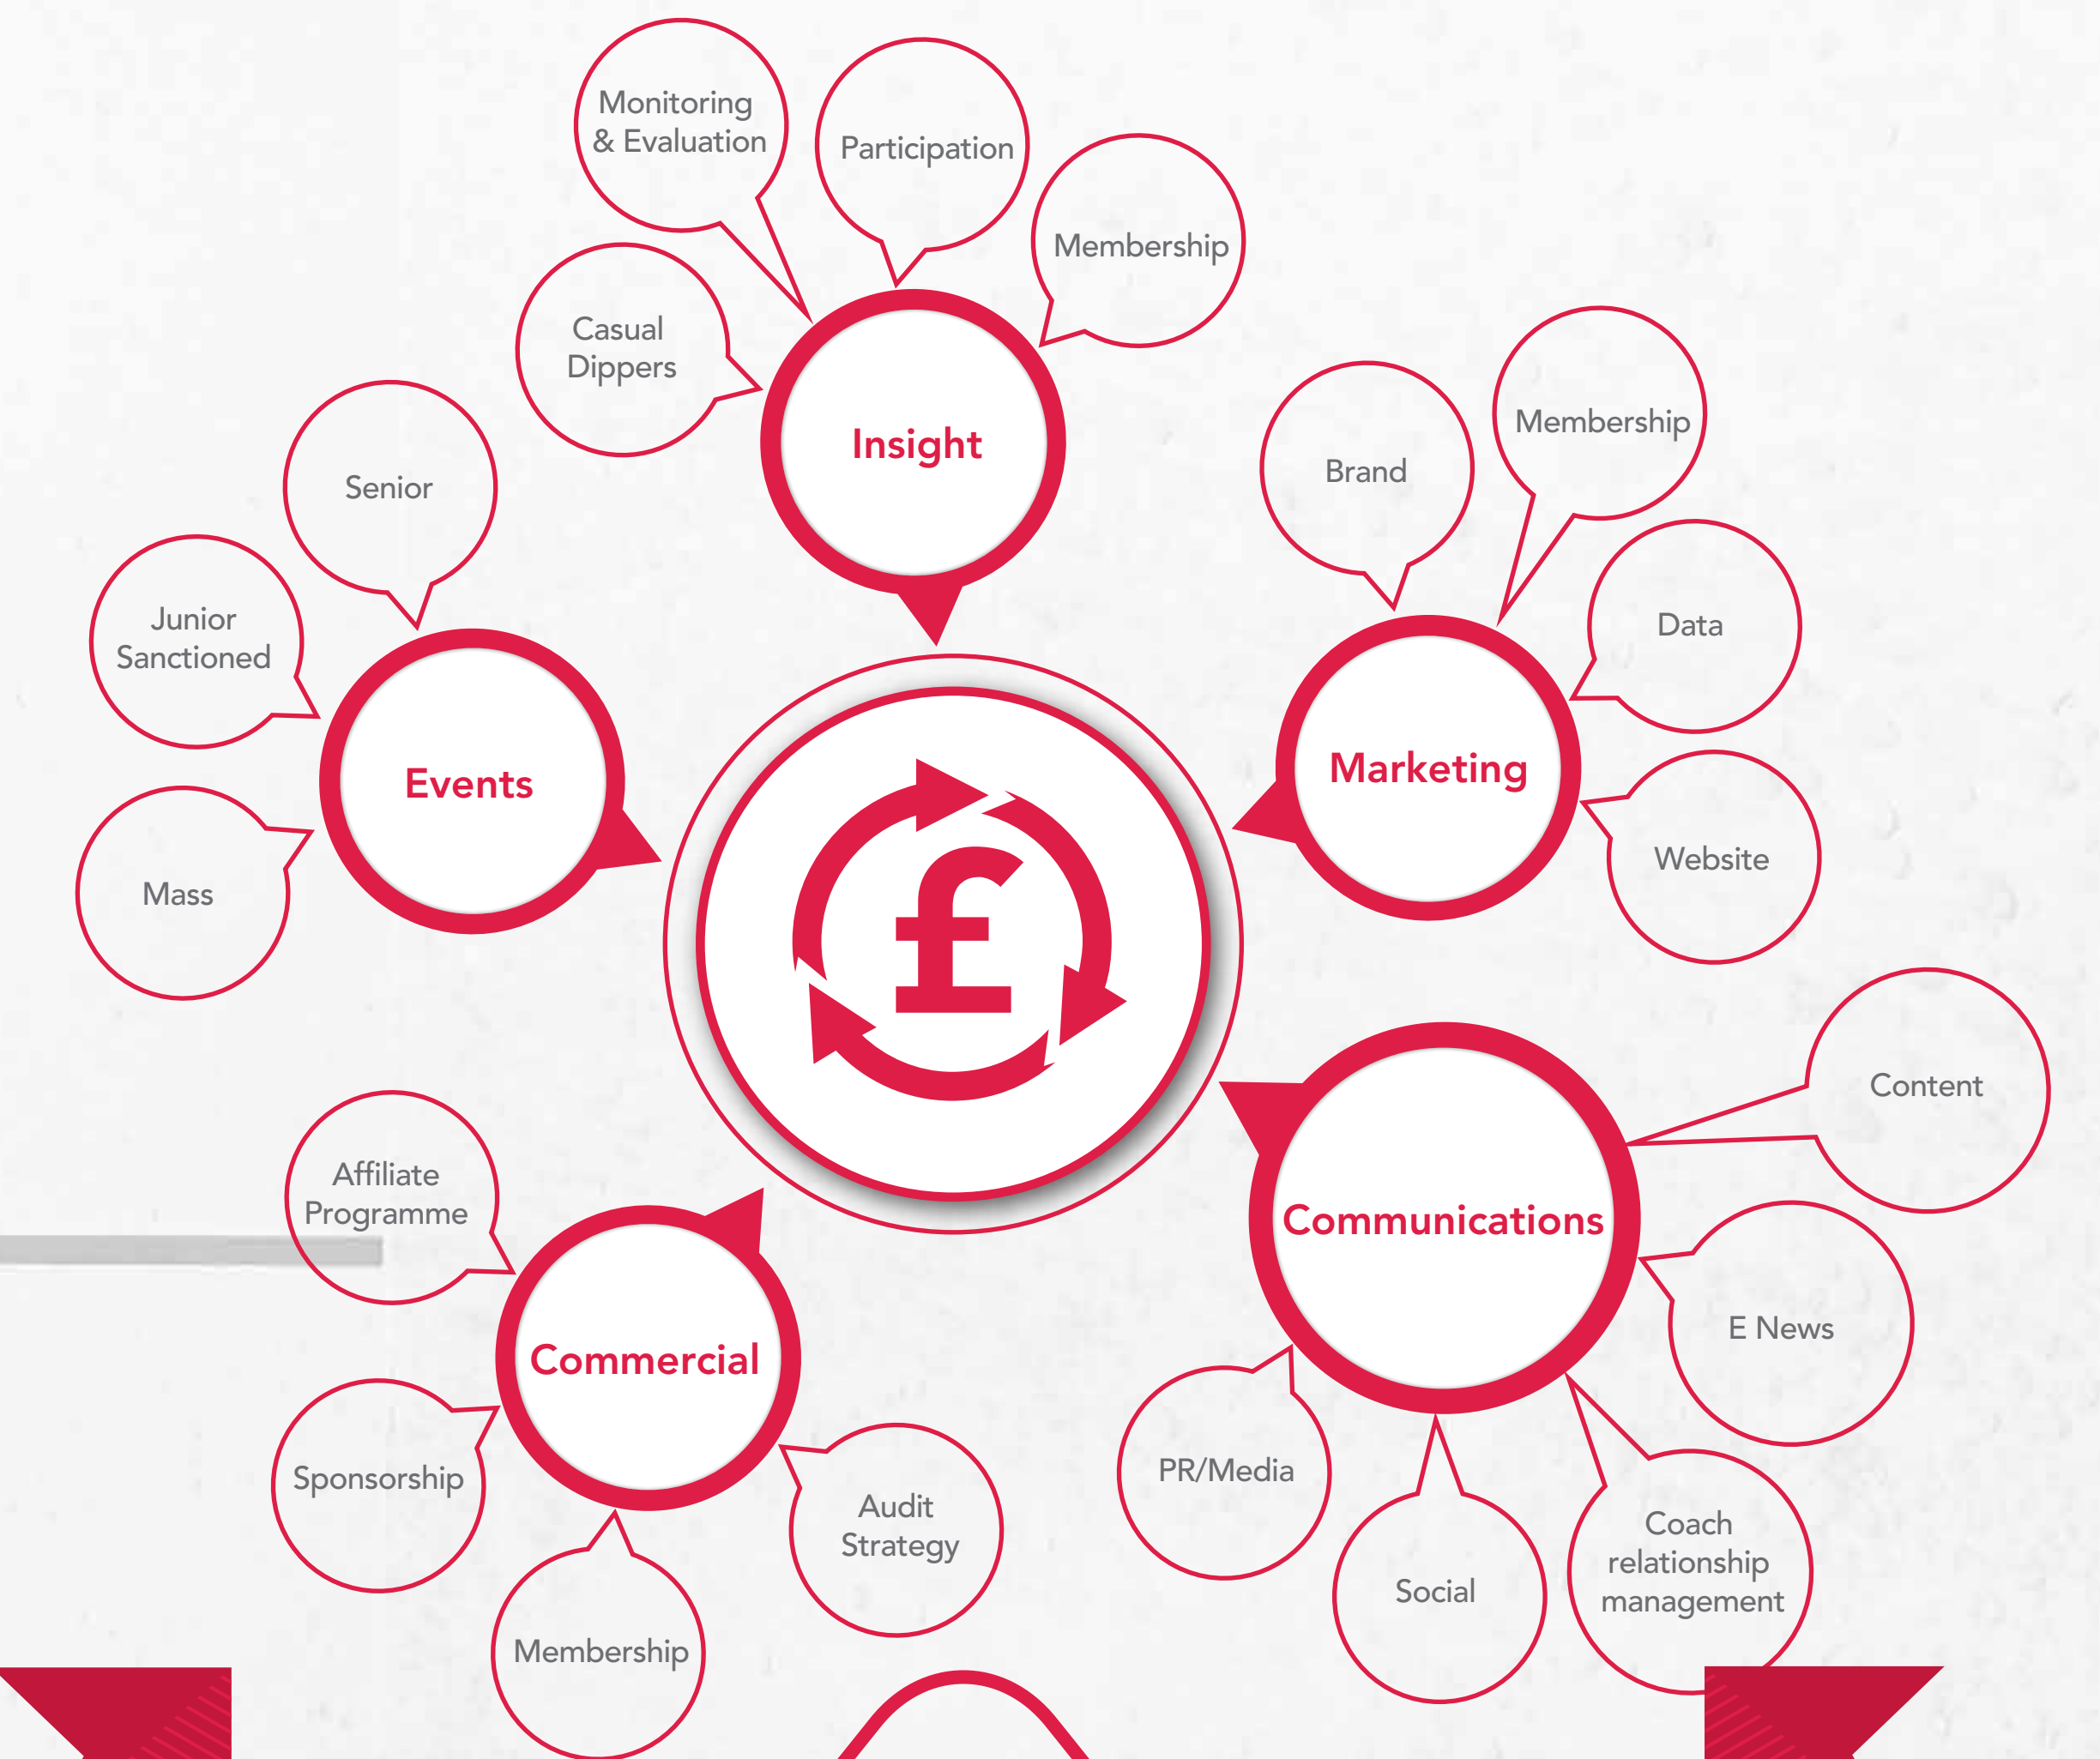 Monitoring
& Evaluation
Participation
Membership
Casual
Dippers
Insight
Senior
Junior
Sanctioned
Mass
Events
Brand
Membership
Data
Website
Marketing
£
Content
E News
Coach
relationship
management
Social
PR/Media
Communications
Affiliate
Programme
Sponsorship
Membership
Audit
Strategy
Commercial